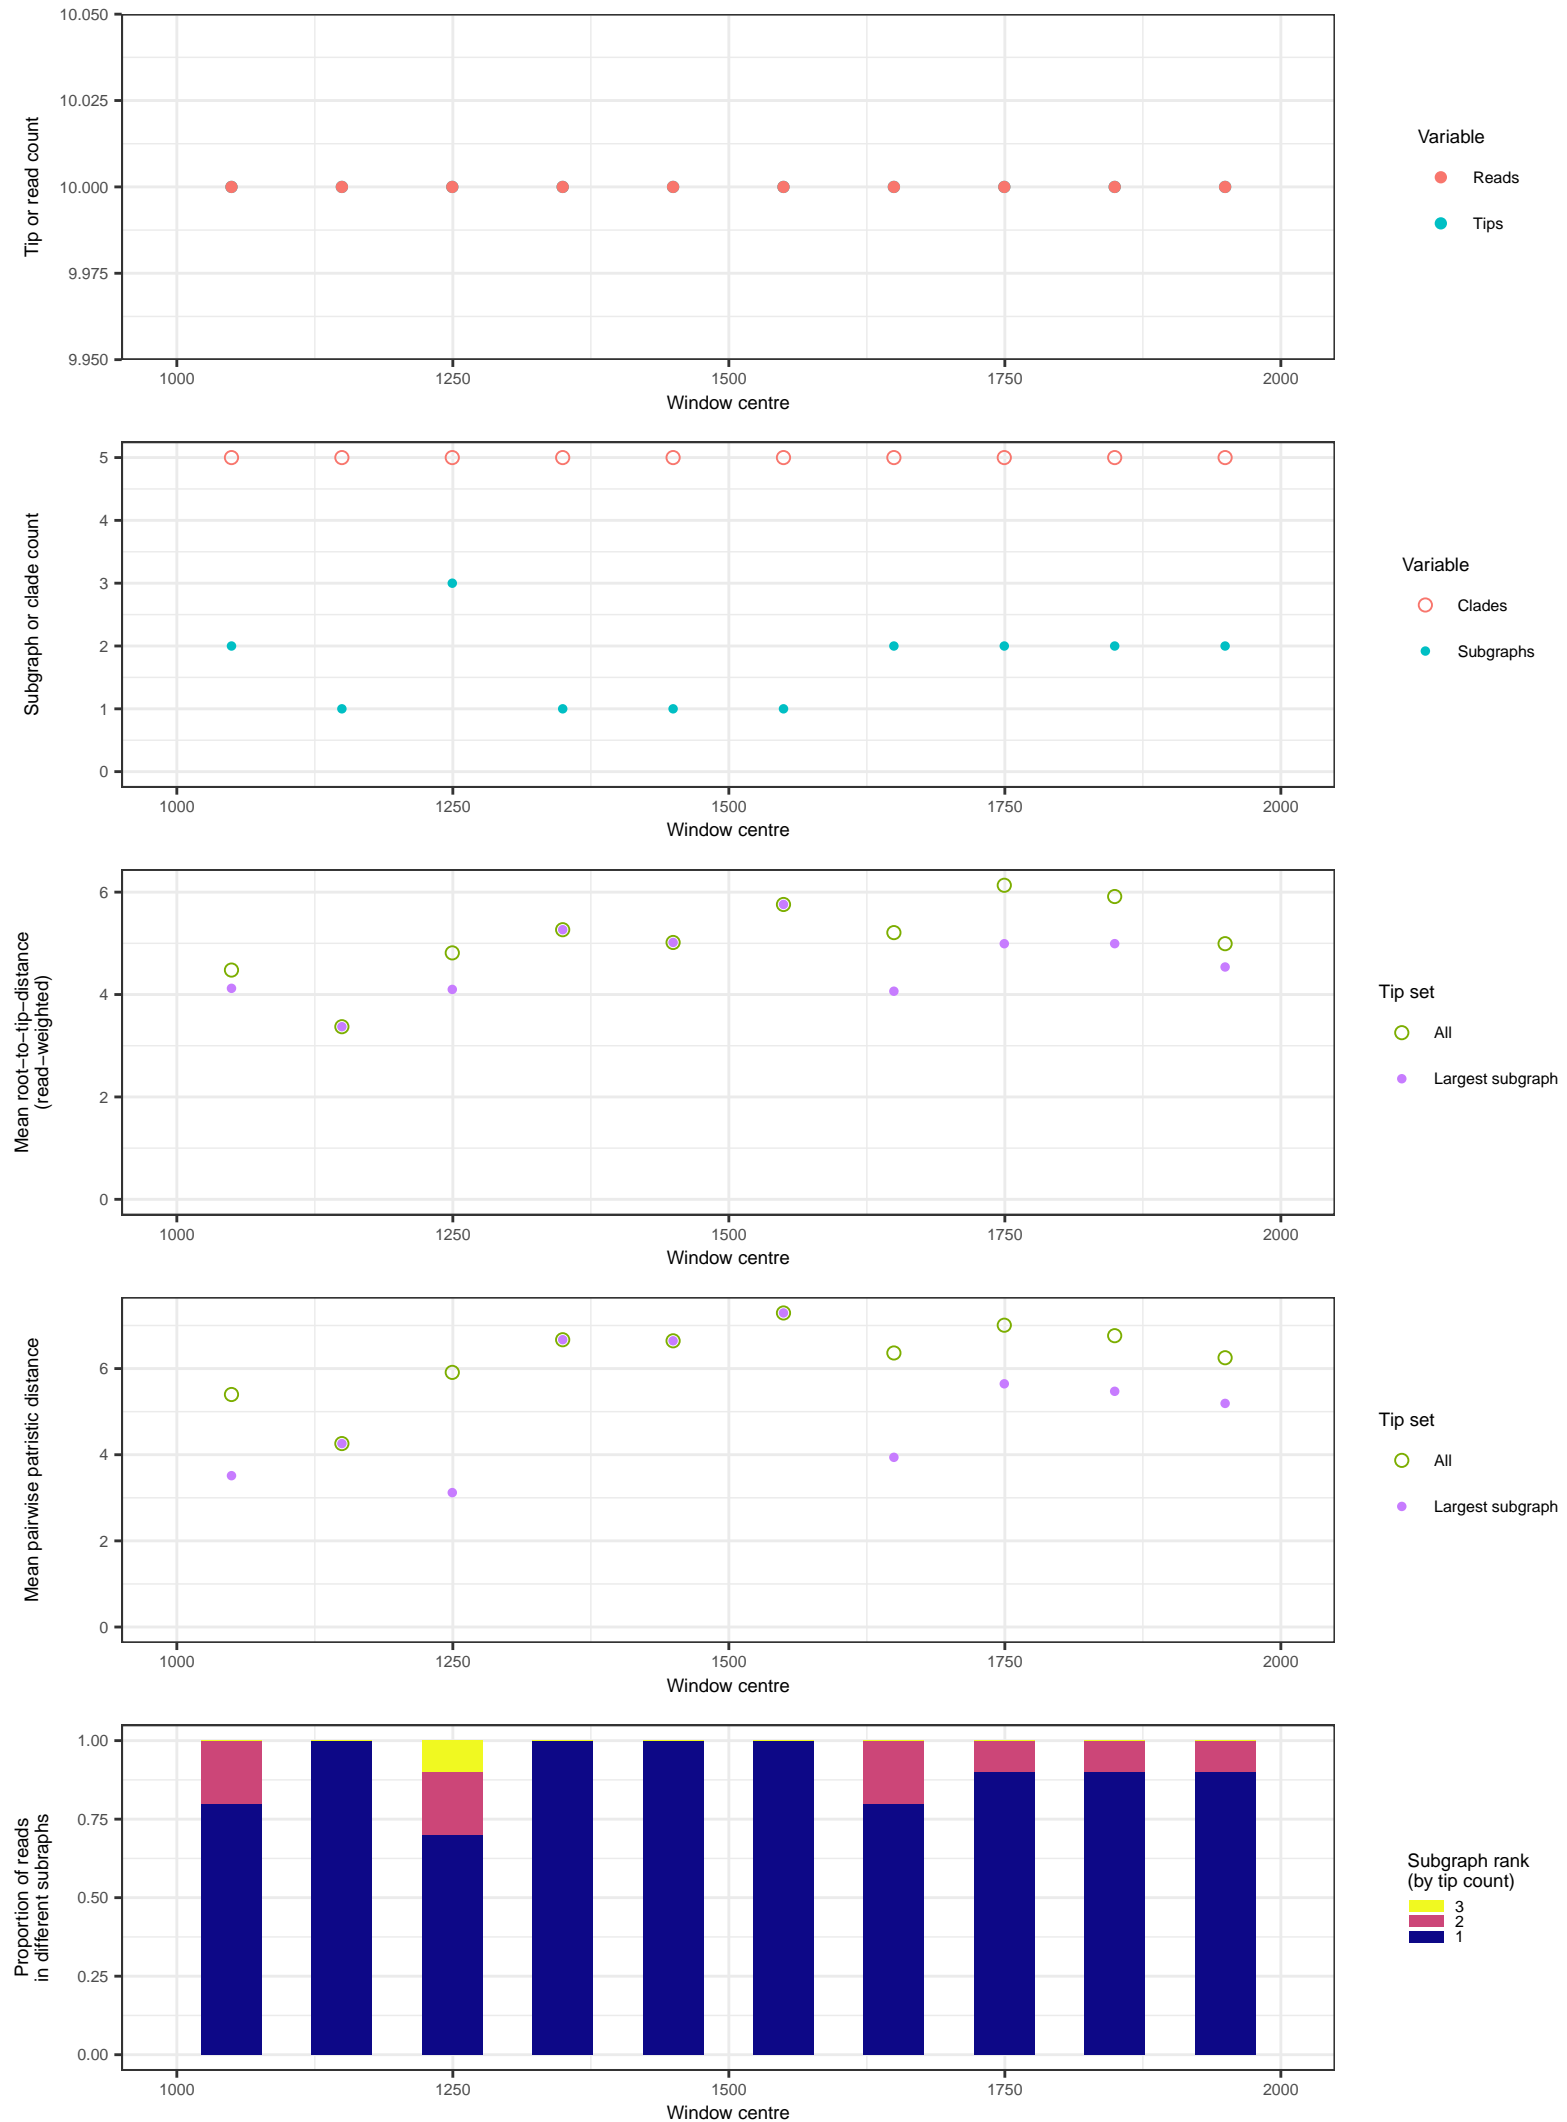 10.050
10.025
10.000
9.975
9.950
Tip or read count
1000 1250 1500 1750 2000
Window centre
Variable
Reads
Tips
5
4
3
2
1
0
Subgraph or clade count
1000 1250 1500 1750 2000
Window centre
Variable
Clades
Subgraphs
6
4
2
0
Mean root−to−tip−distance
(read−weighted)
1000 1250 1500 1750 2000
Window centre
Tip set
All
Largest subgraph
6
4
2
0
Mean pairwise patristic distance
1000 1250 1500 1750 2000
Window centre
Tip set
All
Largest subgraph
1.00
0.75
0.50
0.25
0.00
Proportion of reads
in different subraphs
1000 1250 1500 1750 2000
Window centre
Subgraph rank
(by tip count)
3
2
1